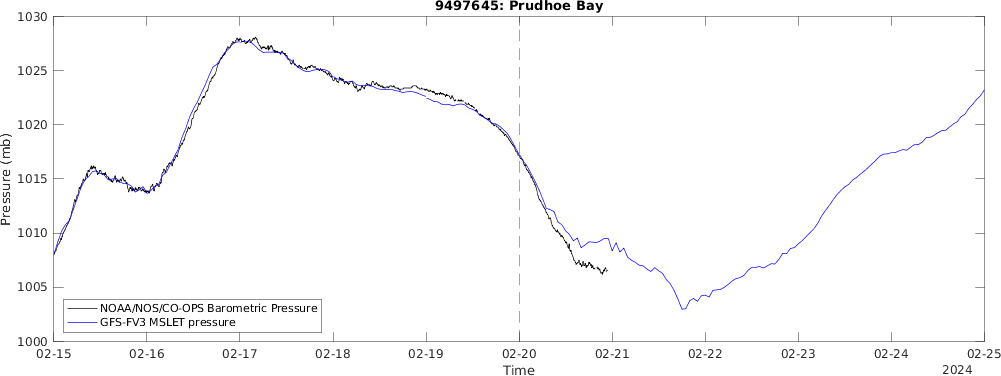 9497645: Prudhoe Bay
1030
1025
1020
1015
1010
1005
1000
Pressure (mb)
NOAA/NOS/CO-OPS Barometric Pressure
GFS-FV3 MSLET pressure
02-15 02-16 02-17 02-18 02-19 02-20 02-21 02-22 02-23 02-24 02-25
Time
2024